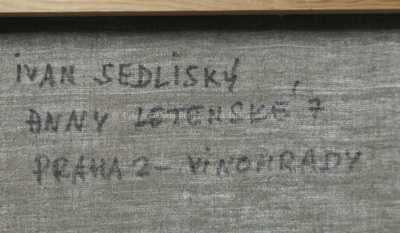 IVAN SEDLISKÝ
ANNY LETENSKÉ 7
PRAHA 2 - VINOHRADY